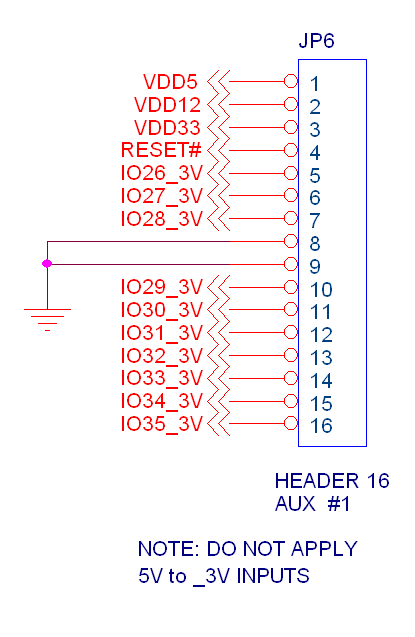 JP6
VDD5 1
VDD12 2
VDD33 3
RESET# 4
IO26_3V 5
IO27_3V 6
IO28_3V 7
8
9
IO29_3V 10
IO30_3V 11
IO31_3V 12
IO32_3V 13
IO33_3V 14
IO34_3V 15
IO35_3V 16
HEADER 16
AUX #1
NOTE: DO NOT APPLY
5V to _3V INPUTS